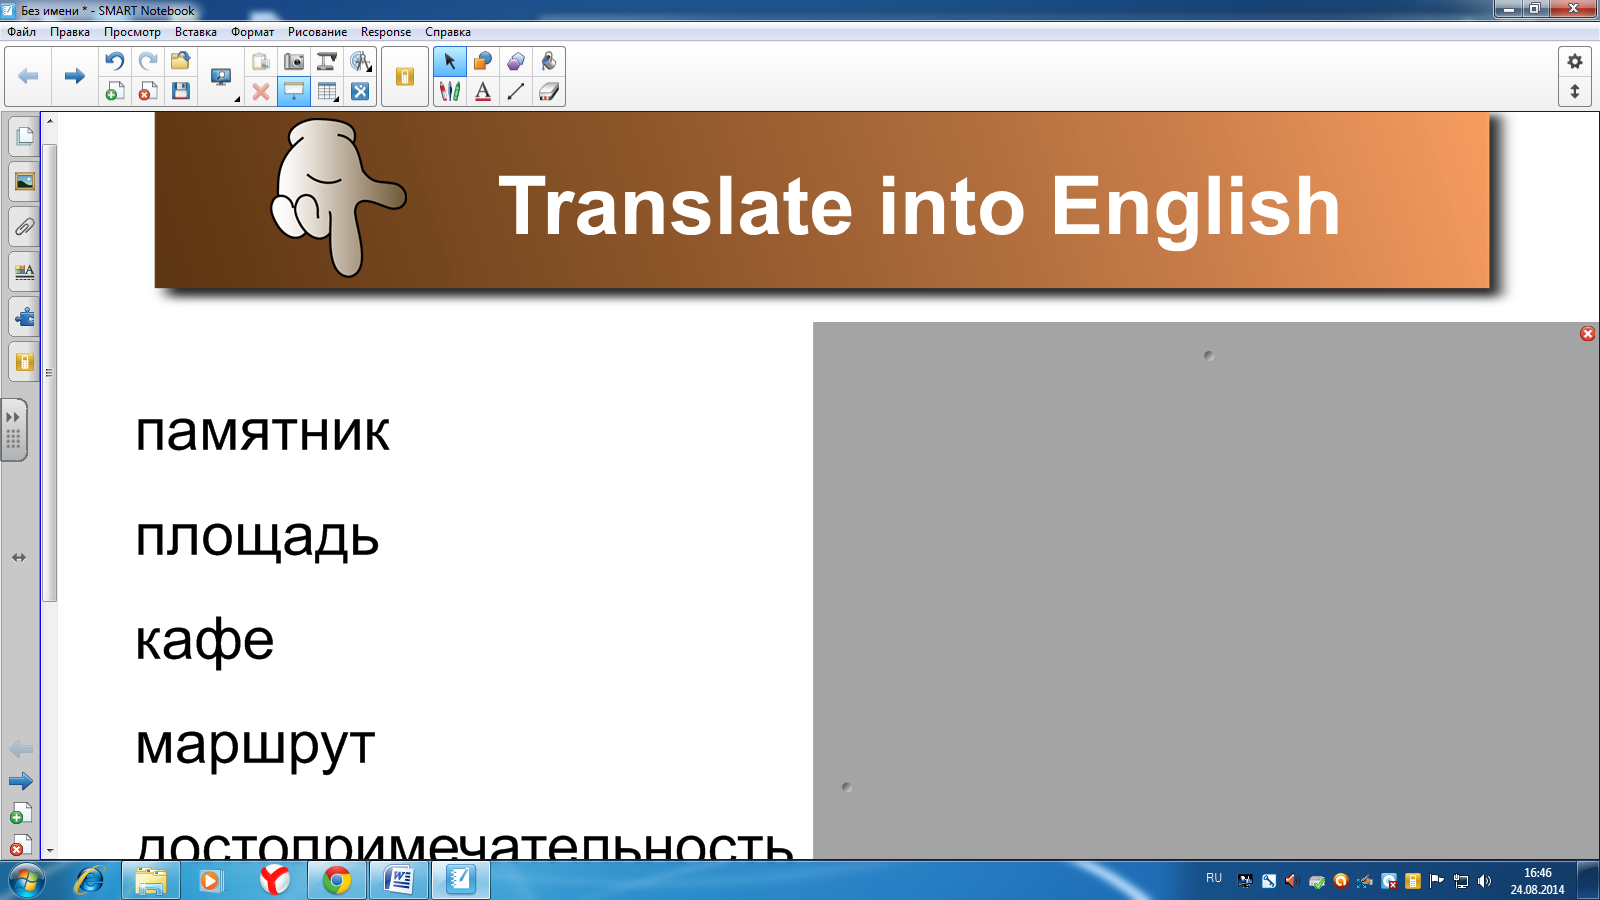 Без имени * - SMART Notebook
Файл Правка Просмотр Вставка Формат Рисование Response Справка
Translate into English
памятник
площадь
кафе
маршрут
достопримечательность
RU
16:46
24.08.2014